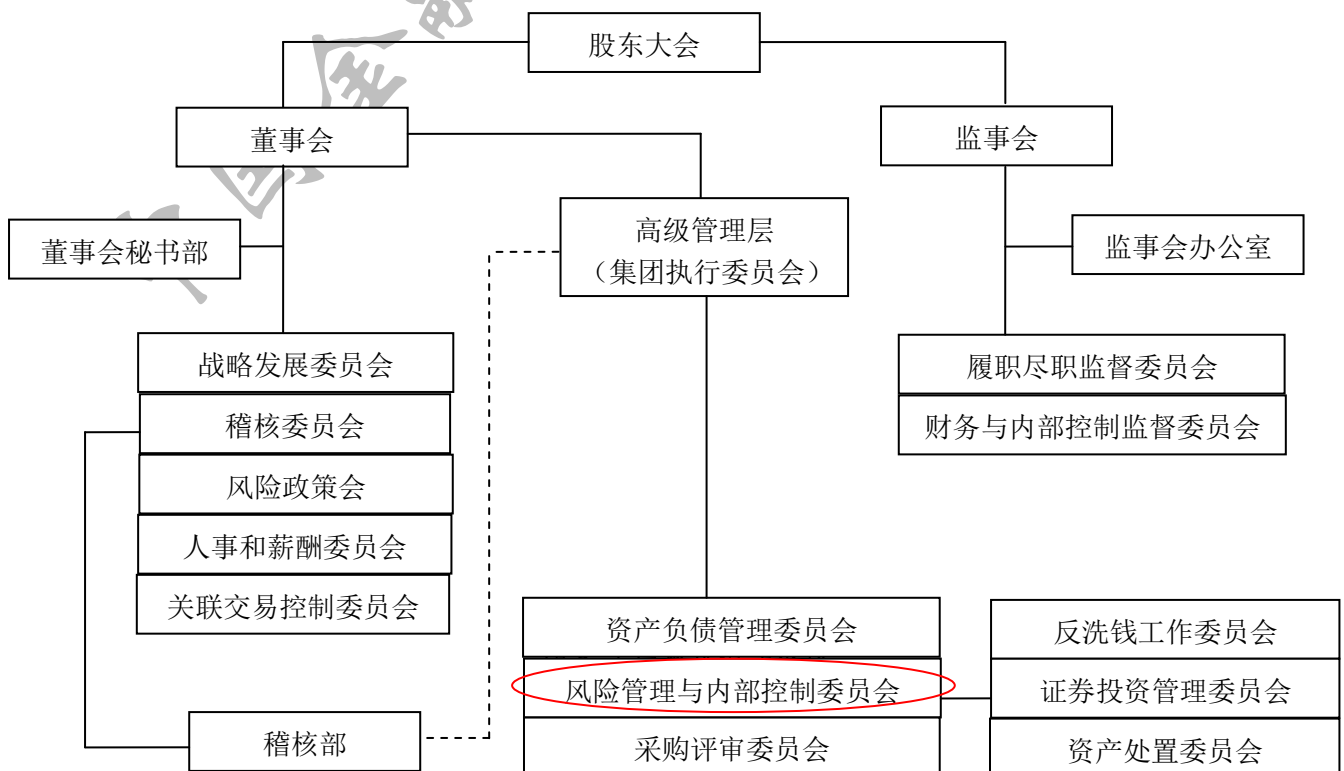 股东大会
董事会
监事会
高级管理层
（集团执行委员会）
董事会秘书部
监事会办公室
战略发展委员会
稽核委员会
风险政策会
人事和薪酬委员会
关联交易控制委员会
履职尽职监督委员会
财务与内部控制监督委员会
资产负债管理委员会
风险管理与内部控制委员会
采购评审委员会
反洗钱工作委员会
证券投资管理委员会
资产处置委员会
稽核部